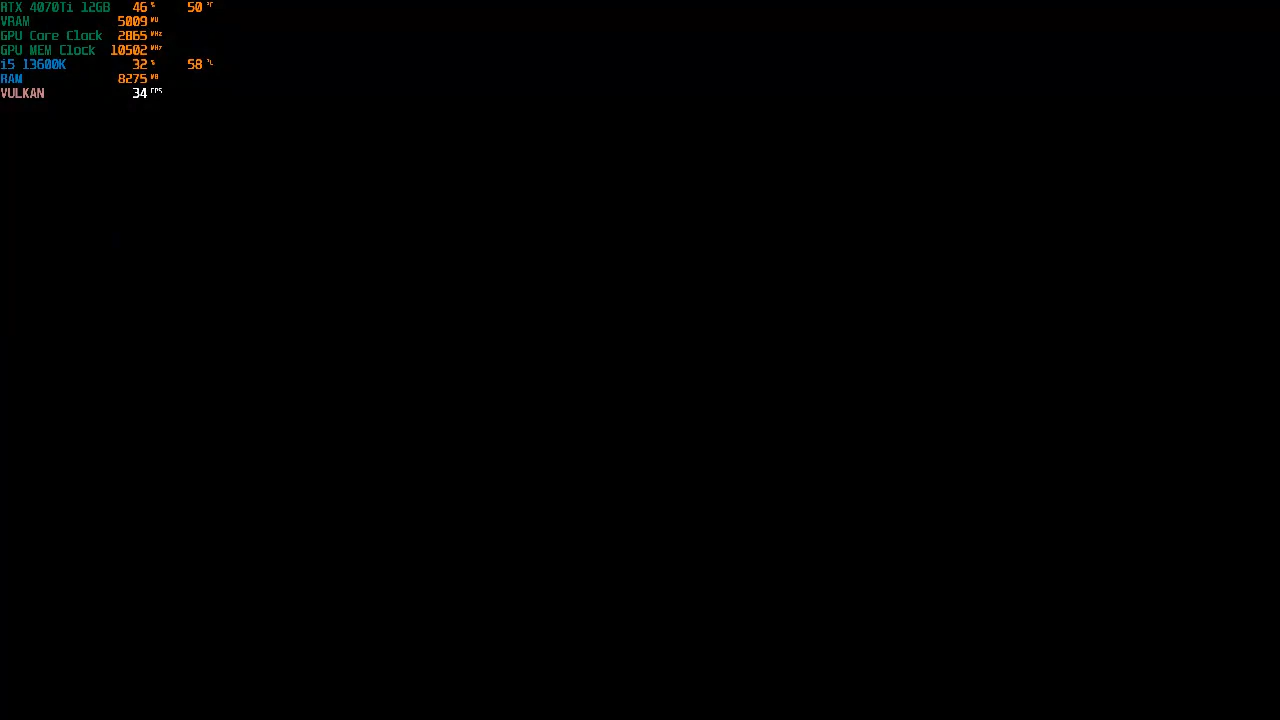 RTX 4070Ti 12GB 46 % 50 °C
VRAM 5009 MB
GPU Core Clock 2865 MHz
GPU MEM Clock 10502 MHz
i5 13600K 32 % 58 °C
RAM 8275 MB
VULKAN 34 FPS